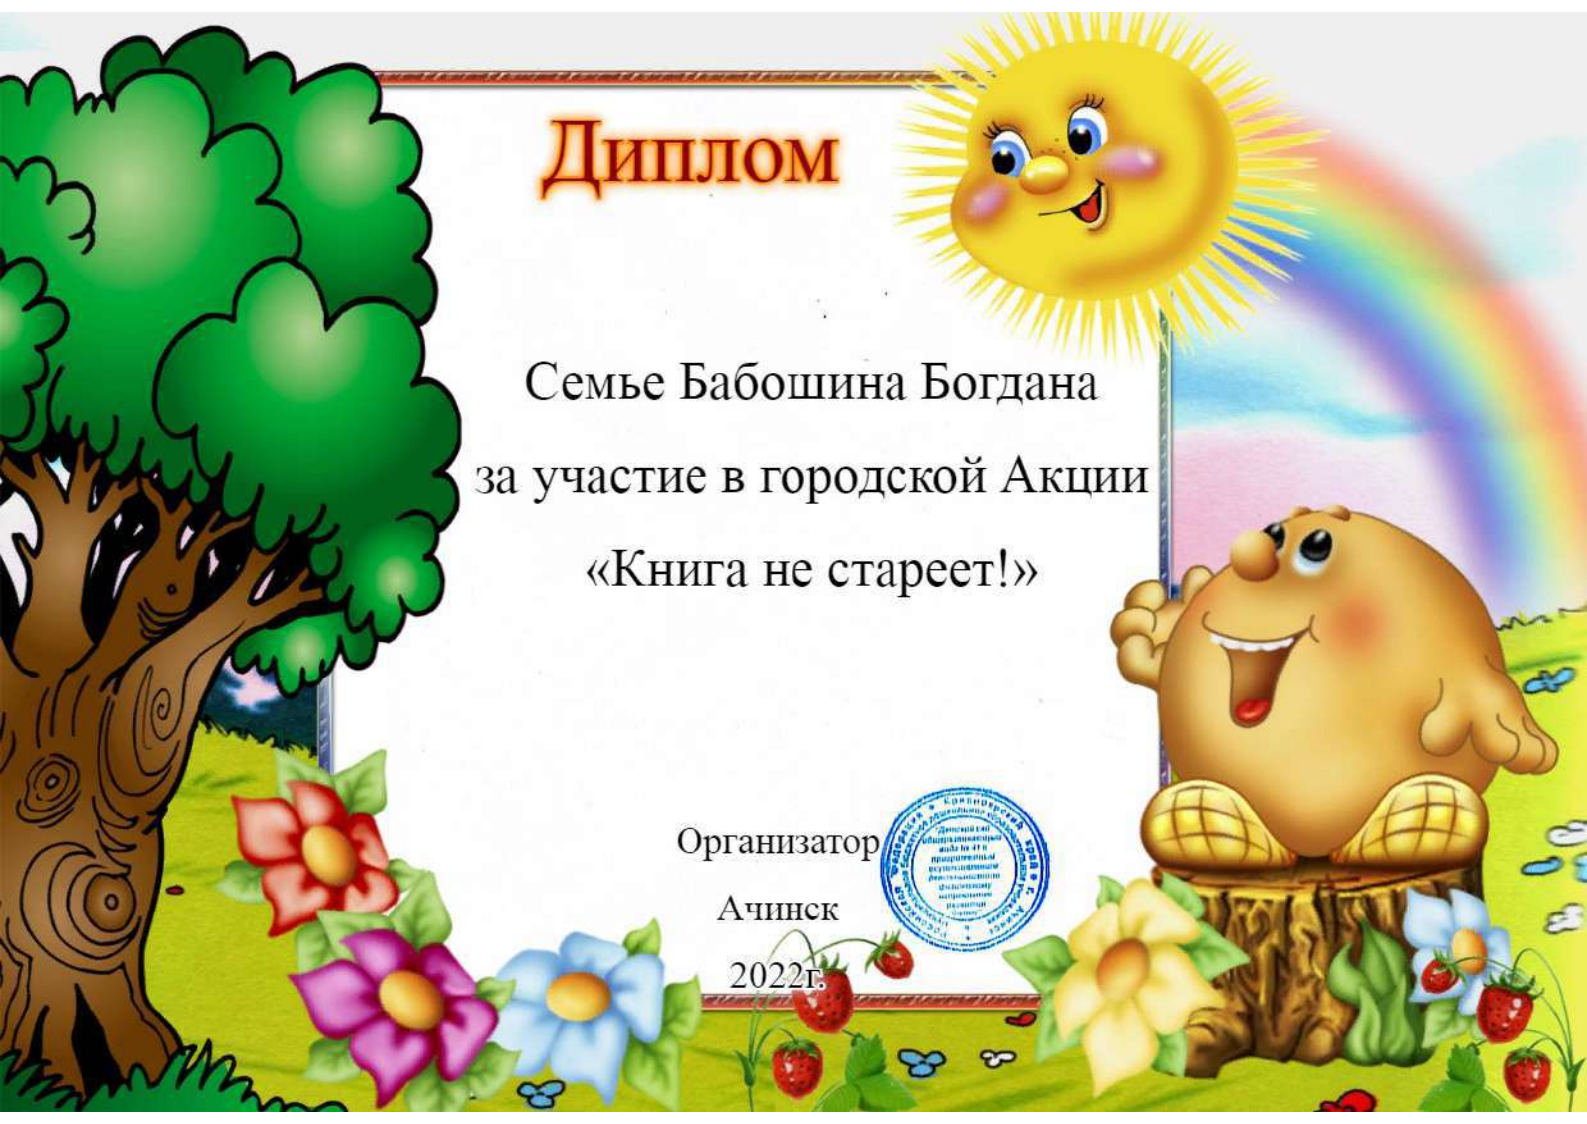 Диплом
Семье Бабошина Богдана
за участие в городской Акции
«Книга не стареет!»
Организатор
Ачинск
2022г.